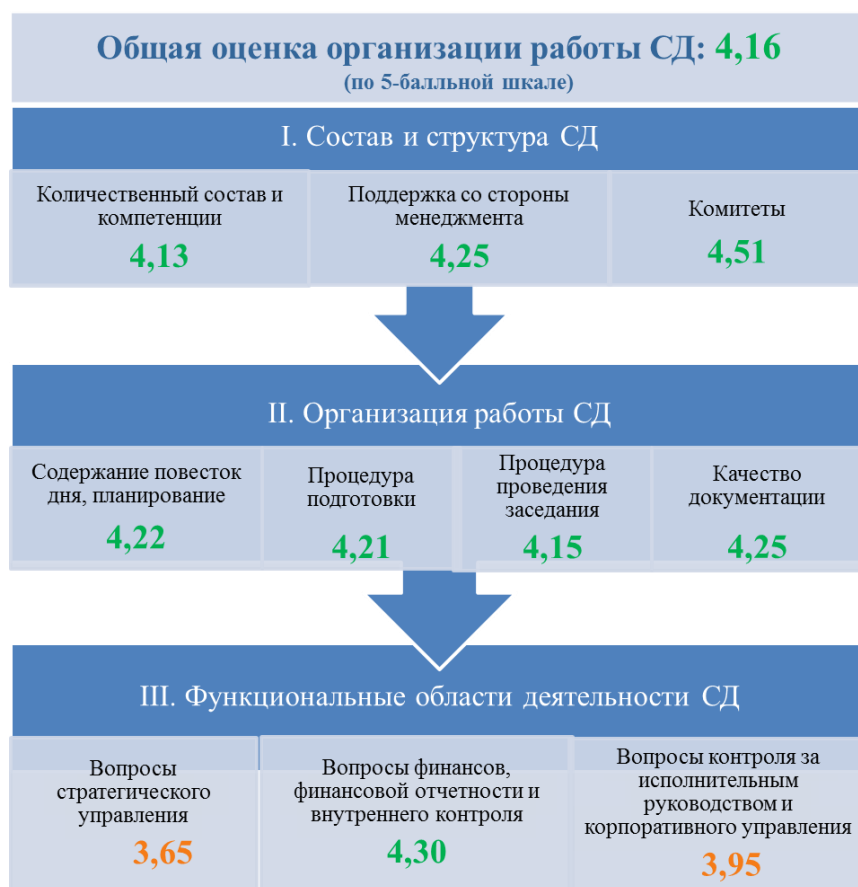 Общая оценка организации работы СД: 4,16
(по 5-балльной шкале)
I. Состав и структура СД
Количественный состав и
компетенции
4,13
Поддержка со стороны
менеджмента
4,25
Комитеты
4,51
II. Организация работы СД
Содержание повесток
дня, планирование
4,22
Процедура
подготовки
4,21
Процедура
проведения
заседания
4,15
Качество
документации
4,25
III. Функциональные области деятельности СД
Вопросы
стратегического
управления
3,65
Вопросы финансов,
финансовой отчетности и
внутреннего контроля
4,30
Вопросы контроля за
исполнительным
руководством и
корпоративного управления
3,95